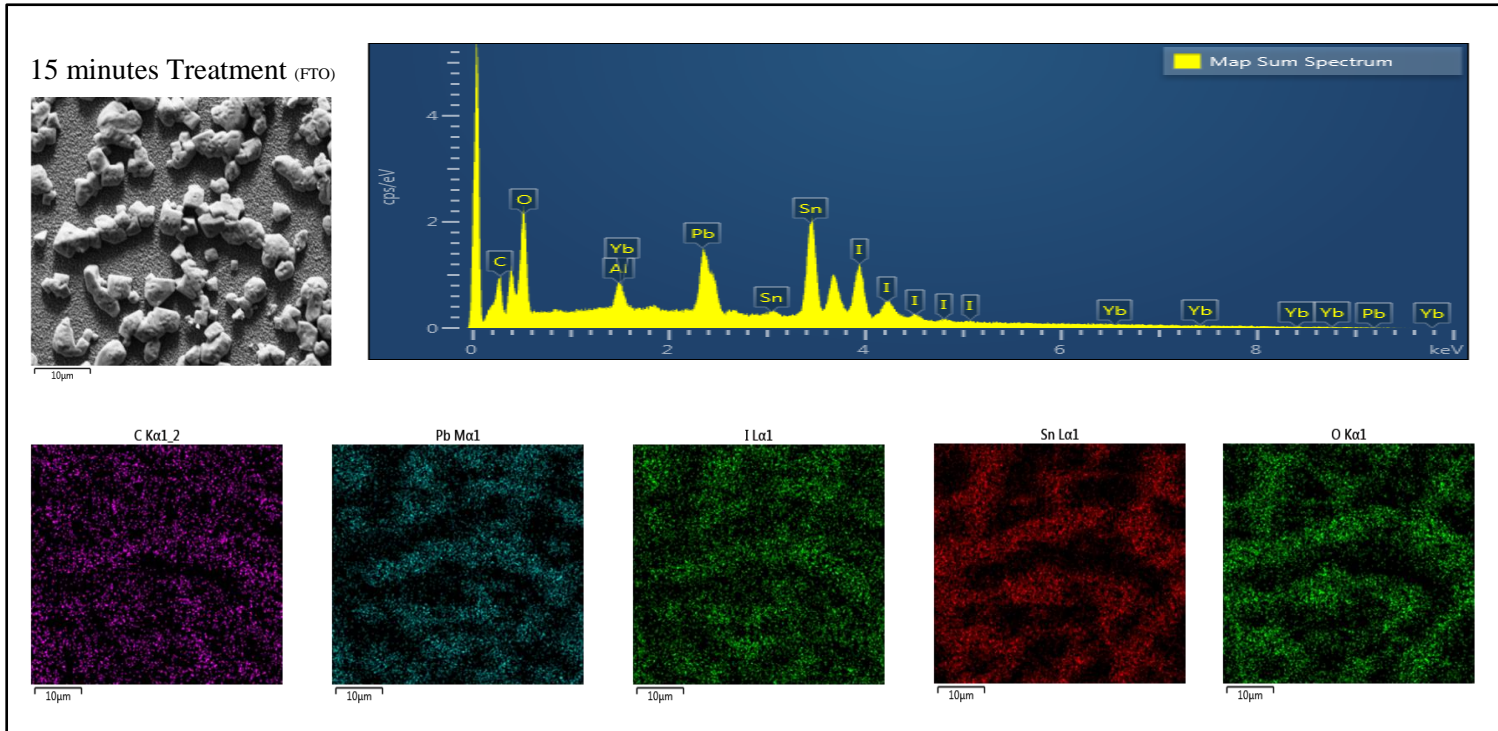 15 minutes Treatment (FTO)
10µm
Map Sum Spectrum
cps/eV
4
2
0
C
O
Yb
Al
Pb
Sn
Sn
I
I
I
I
I
Yb
Yb
Yb
Yb
Pb
Yb
0
2
4
6
8
keV
C Kα1_2
10µm
Pb Mα1
10µm
I Lα1
10µm
Sn Lα1
10µm
O Kα1
10µm